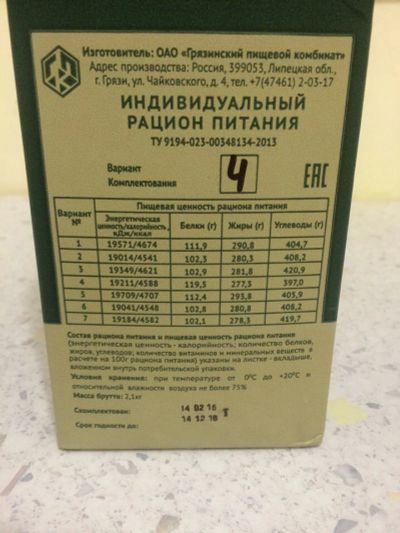 Изготовитель: ОАО «Грязинский пищевой комбинат»
Адрес производства: Россия, 399053, Липецкая обл.,
г. Грязи, ул. Чайковского, д. 4, тел. +7(47461) 2-03-17
ИНДИВИДУАЛЬНЫЙ
РАЦИОН ПИТАНИЯ
ТУ 9194-023-00348134-2013
Вариант
Комплектования
4
ЕАС
Пищевая ценность рациона питания
Вариант № Энергетическая ценность/калорийность, кДж/ккал Белки (г) Жиры (г) Углеводы (г)
1 19571/4674 111,9 290,8 404,7
2 19014/4541 102,3 280,3 408,2
3 19349/4621 102,9 281,8 420,9
4 19211/4588 119,5 277,3 397,0
5 19709/4707 112,4 293,8 405,9
6 19041/4548 102,8 280,8 408,2
7 19184/4582 102,1 278,3 419,7
Состав рациона питания и пищевая ценность рациона питания
(энергетическая ценность - калорийность; количество белков,
жиров, углеводов; количество витаминов и минеральных веществ в
расчете на 100г рациона питания) указаны на листке - вкладыше,
вложенном внутрь потребительской упаковки.
Условия хранения: при температуре от 0°С до +20°С и
относительной влажности воздуха не более 75%
Масса брутто: 2,1кг
Скомплектован: 14 02 16
Срок годности до: 14 12 18